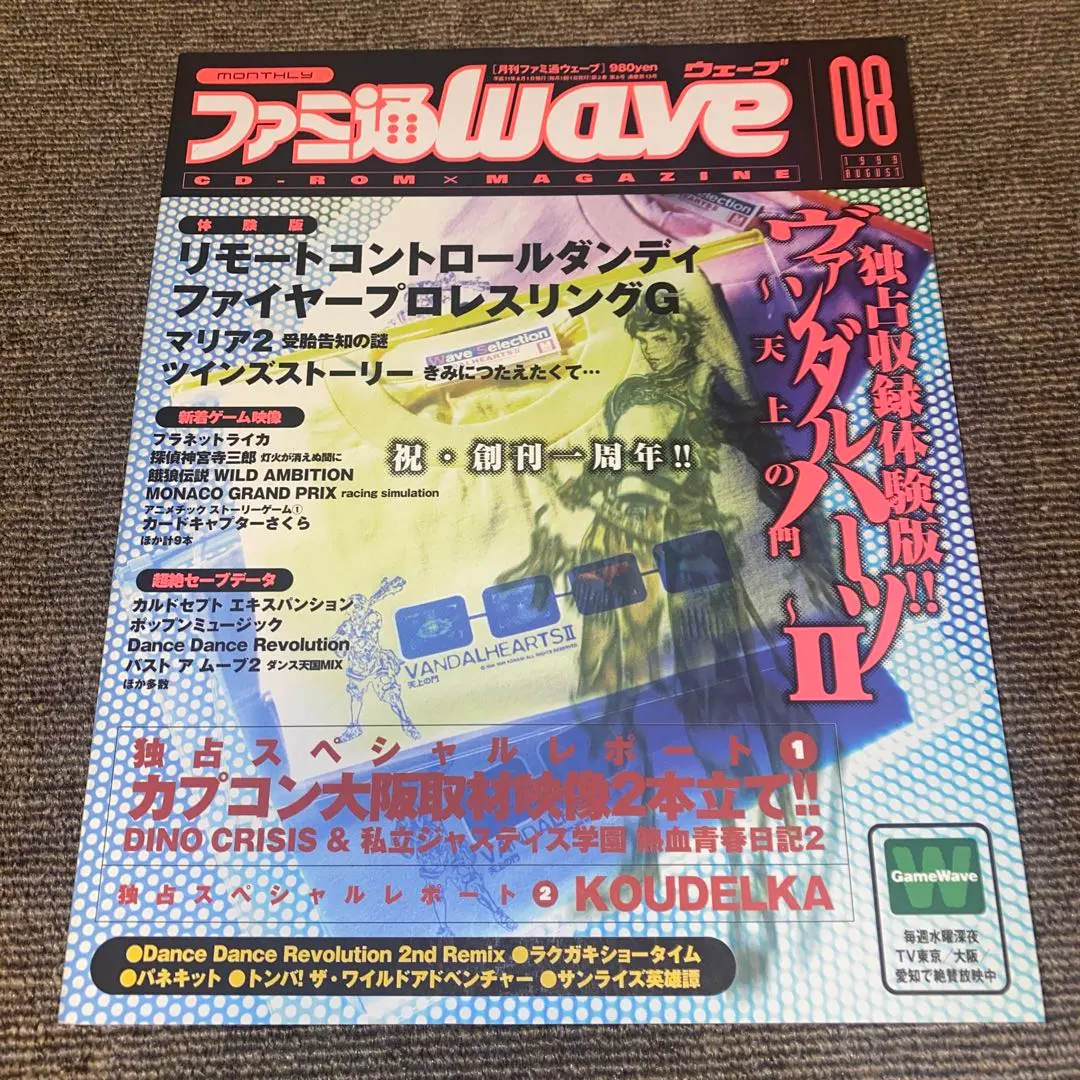 MONTHLY
[月刊ファミ通ウェーブ] 980yen
ウェーブ
ファミ通wave
CD-ROM×MAGAZINE
08
1999
AUGUST
体験版
リモートコントロールダンディ
ファイヤープロレスリングG
マリア2 受胎告知の謎
ツインズストーリー きみにつたえたくて…
独占収録体験版!!
ヴァンダルハーツII
～天上の門～
新着ゲーム映像
プラネットライカ
探偵神宮寺三郎 灯火が消えぬ間に
餓狼伝説 WILD AMBITION
MONACO GRAND PRIX racing simulation
アニメチック ストーリーゲーム①
カードキャプターさくら
ほか計9本
祝・創刊一周年!!
Wave Selection
VANDALHEARTS II
M
超絶セーブデータ
カルドセプト エキスパンション
ポップンミュージック
Dance Dance Revolution
バスト ア ムーブ2 ダンス天国MIX
ほか多数
VANDALHEARTS II
天上の門
独占スペシャルレポート1
カプコン大阪取材映像2本立て!!
DINO CRISIS & 私立ジャスティス学園 熱血青春日記2
独占スペシャルレポート2 KOUDELKA
W
GameWave
毎週水曜深夜
TV東京/大阪/
愛知で絶賛放映中
●Dance Dance Revolution 2nd Remix ●ラクガキショータイム
●パネキット ●トンバ! ザ・ワイルドアドベンチャー ●サンライズ英雄譚